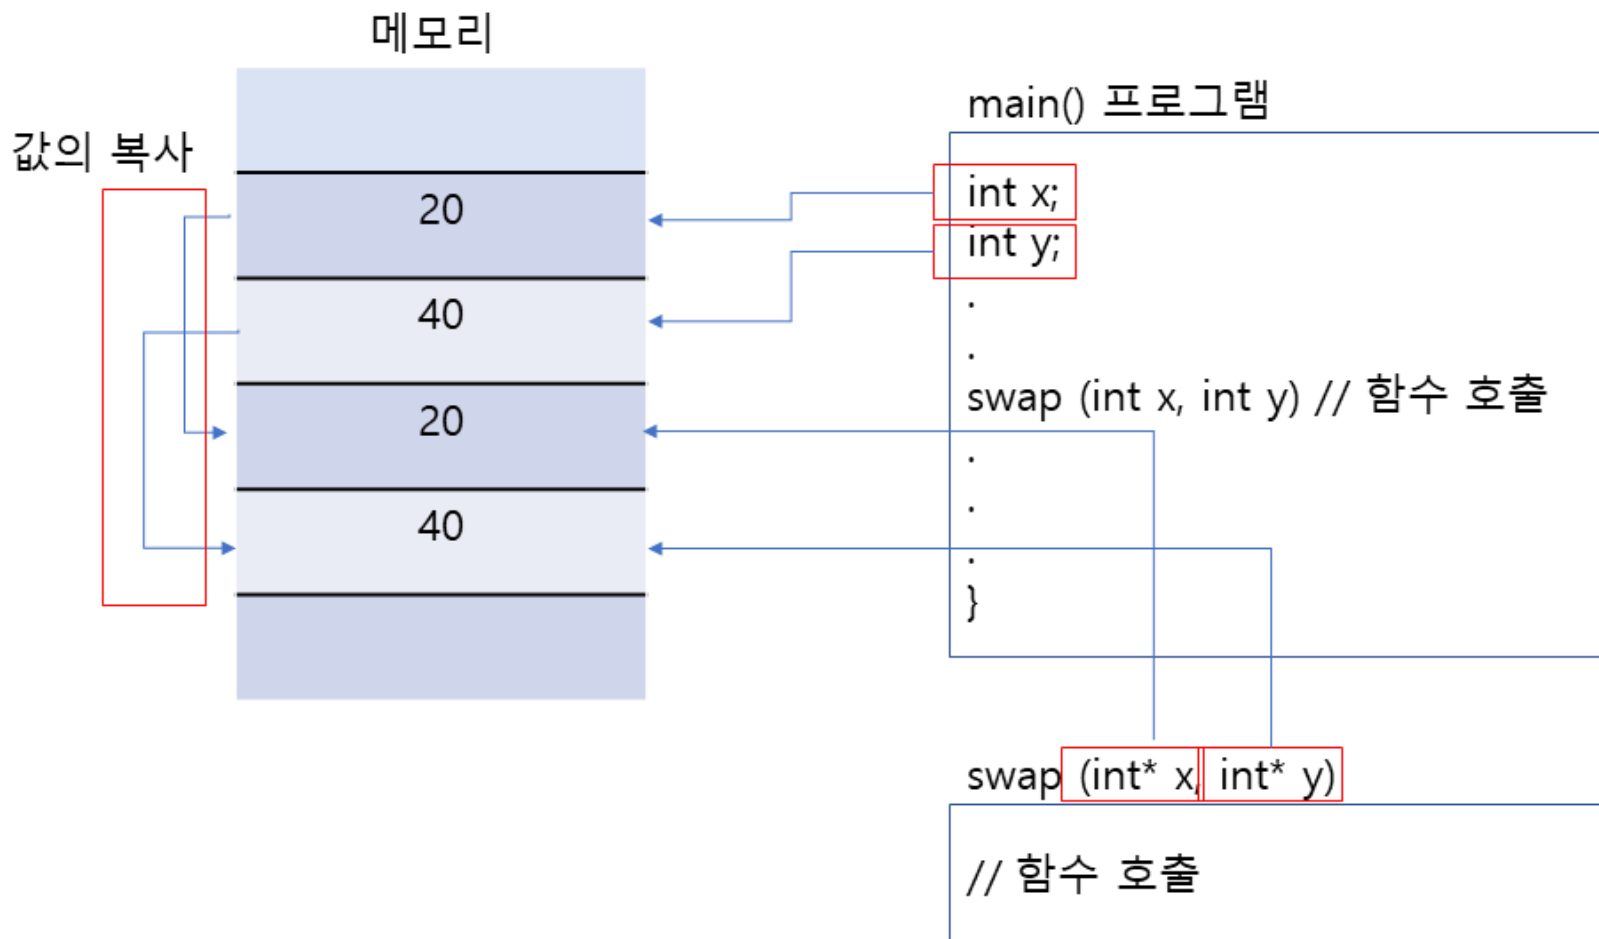 메모리
값의 복사
20
40
20
40
main() 프로그램
int x;
int y;
.
.
swap (int x, int y) // 함수 호출
.
.
.
}
swap (int* x, int* y)
// 함수 호출